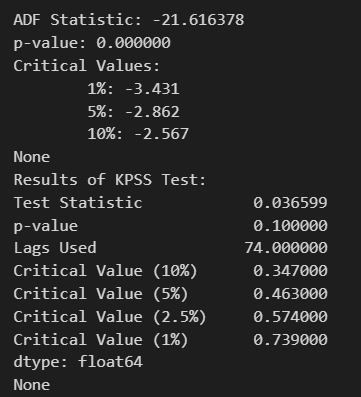 ADF Statistic: -21.616378
p-value: 0.000000
Critical Values:
	1%: -3.431
	5%: -2.862
	10%: -2.567
None
Results of KPSS Test:
Test Statistic            0.036599
p-value                   0.100000
Lags Used                74.000000
Critical Value (10%)      0.347000
Critical Value (5%)       0.463000
Critical Value (2.5%)     0.574000
Critical Value (1%)       0.739000
dtype: float64
None